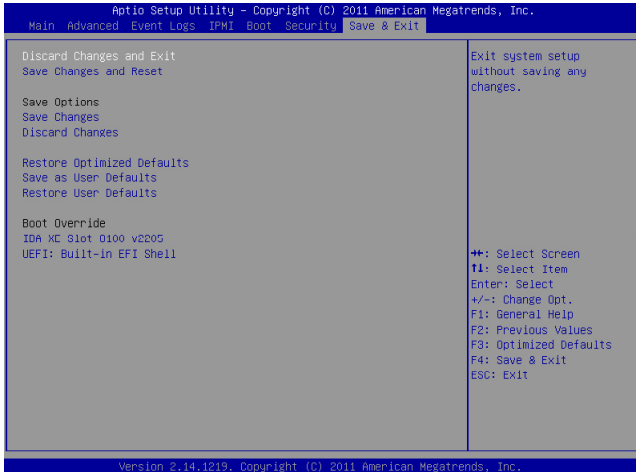 Aptio Setup Utility – Copyright (C) 2011 American Megatrends, Inc.
Main Advanced Event Logs IPMI Boot Security Save & Exit
Discard Changes and Exit
Save Changes and Reset
Save Options
Save Changes
Discard Changes
Restore Optimized Defaults
Save as User Defaults
Restore User Defaults
Boot Override
IDA XE Slot 0100 v2205
UEFI: Built-in EFI Shell
Exit system setup
without saving any
changes.
→←: Select Screen
↑↓: Select Item
Enter: Select
+/-: Change Opt.
F1: General Help
F2: Previous Values
F3: Optimized Defaults
F4: Save & Exit
ESC: Exit
Version 2.14.1219. Copyright (C) 2011 American Megatrends, Inc.